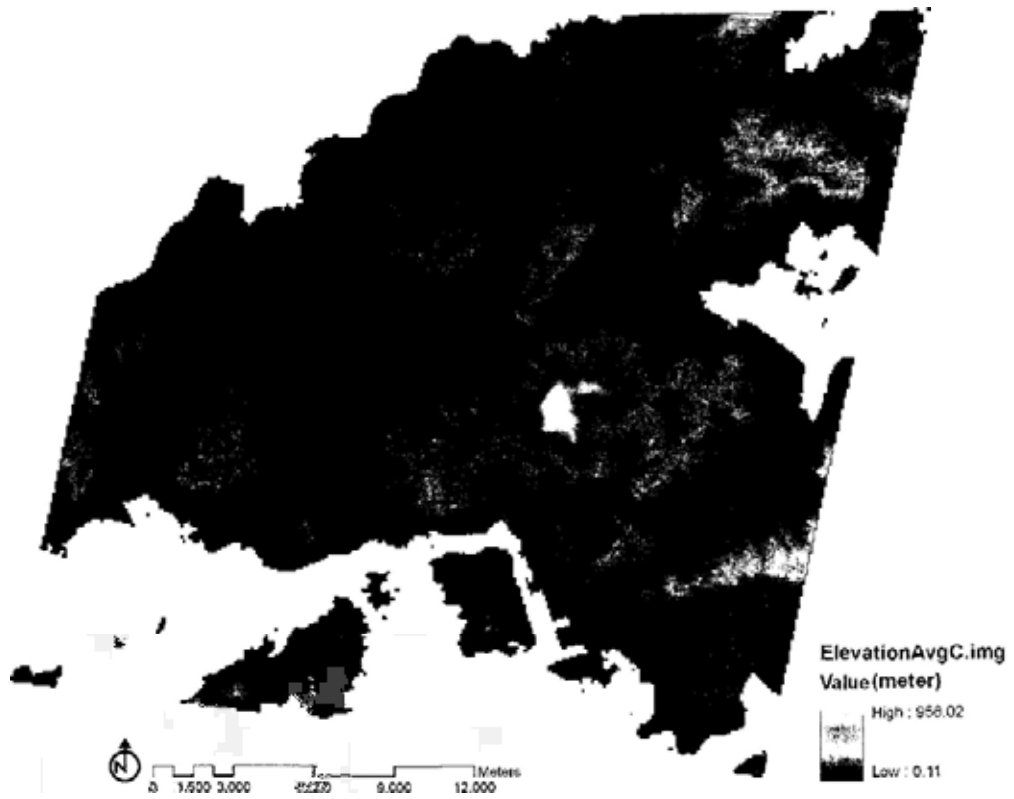 ElevationAvgC.img
Value (meter)
High : 958.02
Low : 0.11
N
Meters
0 1,500 3,000 9,000 12,000